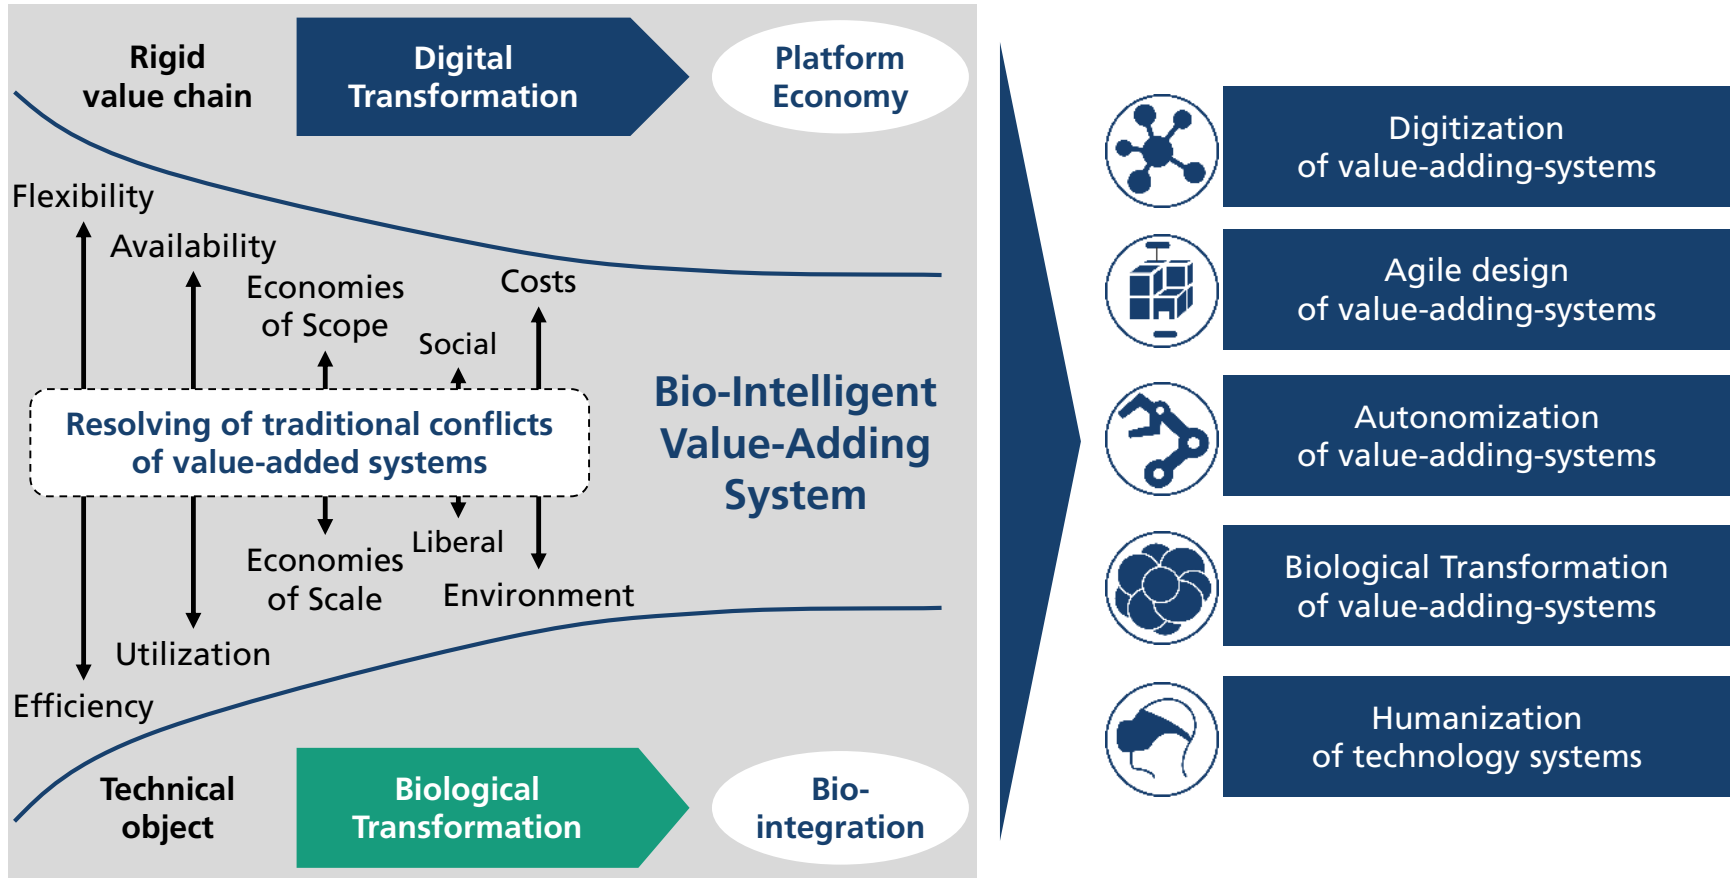 Rigid
value chain
Digital
Transformation
Platform
Economy
Flexibility
Availability
Economies
of Scope
Social
Costs
Resolving of traditional conflicts
of value-added systems
Bio-Intelligent
Value-Adding
System
Economies
of Scale
Liberal
Environment
Utilization
Efficiency
Technical
object
Biological
Transformation
Bio-
integration
Digitization
of value-adding-systems
Agile design
of value-adding-systems
Autonomization
of value-adding-systems
Biological Transformation
of value-adding-systems
Humanization
of technology systems